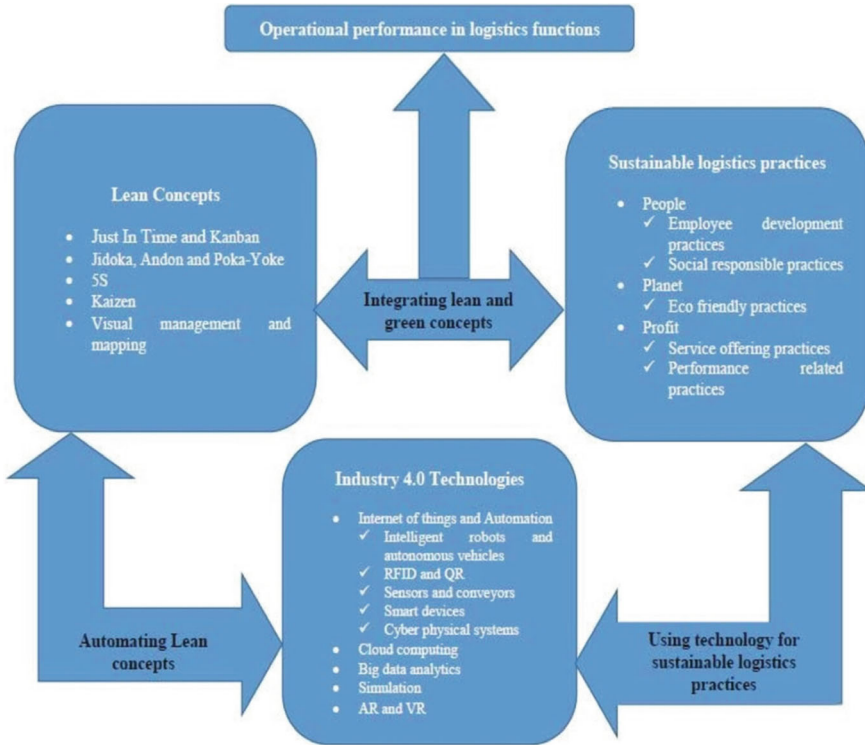 Operational performance in logistics functions
Lean Concepts
• Just In Time and Kanban
• Jidoka, Andon and Poka-Yoke
• 5S
• Kaizen
• Visual management and
mapping
Integrating lean and
green concepts
Sustainable logistics practices
• People
✓ Employee development
practices
✓ Social responsible practices
• Planet
✓ Eco friendly practices
• Profit
✓ Service offering practices
✓ Performance related
practices
Industry 4.0 Technologies
• Internet of things and Automation
✓ Intelligent robots and
autonomous vehicles
✓ RFID and QR
✓ Sensors and conveyors
✓ Smart devices
✓ Cyber physical systems
• Cloud computing
• Big data analytics
• Simulation
• AR and VR
Automating Lean
concepts
Using technology for
sustainable logistics
practices